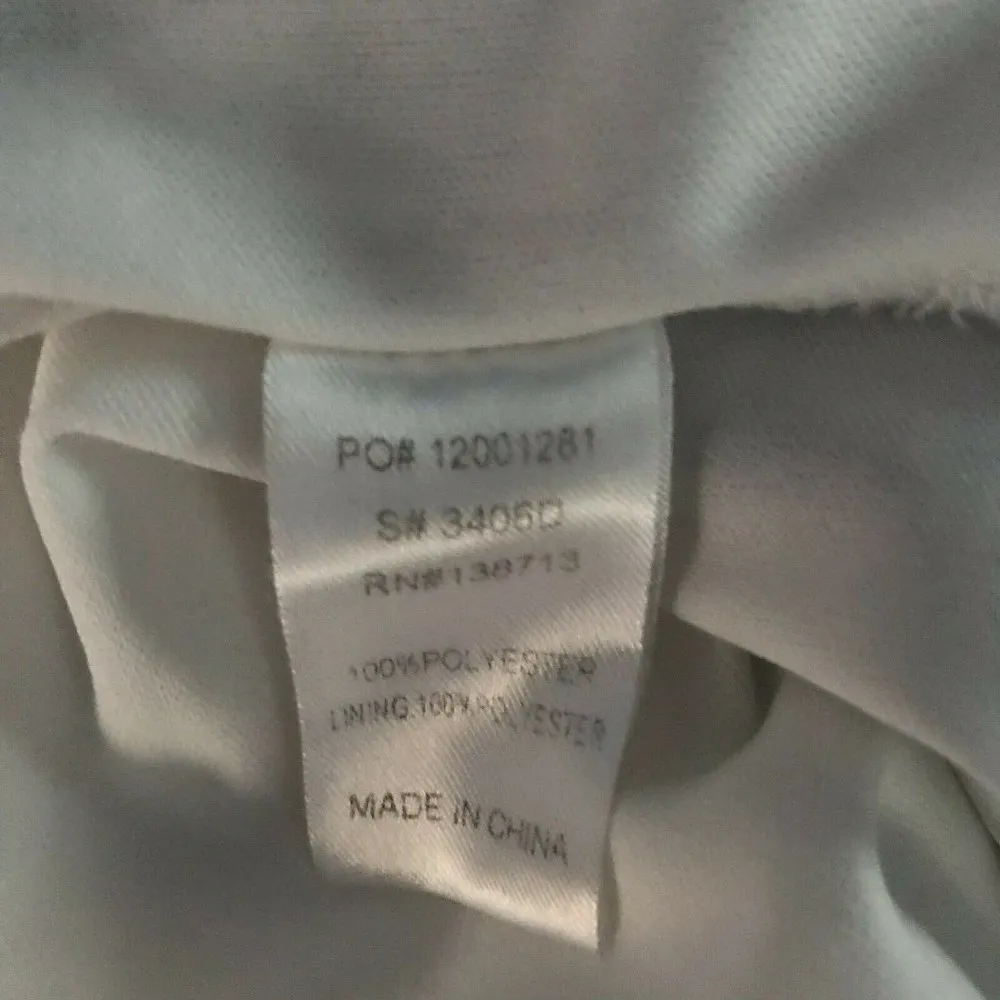 PO# 12001281
S# 3406D
RN#138713
100%POLYESTER
LINING:100%POLYESTER
MADE IN CHINA